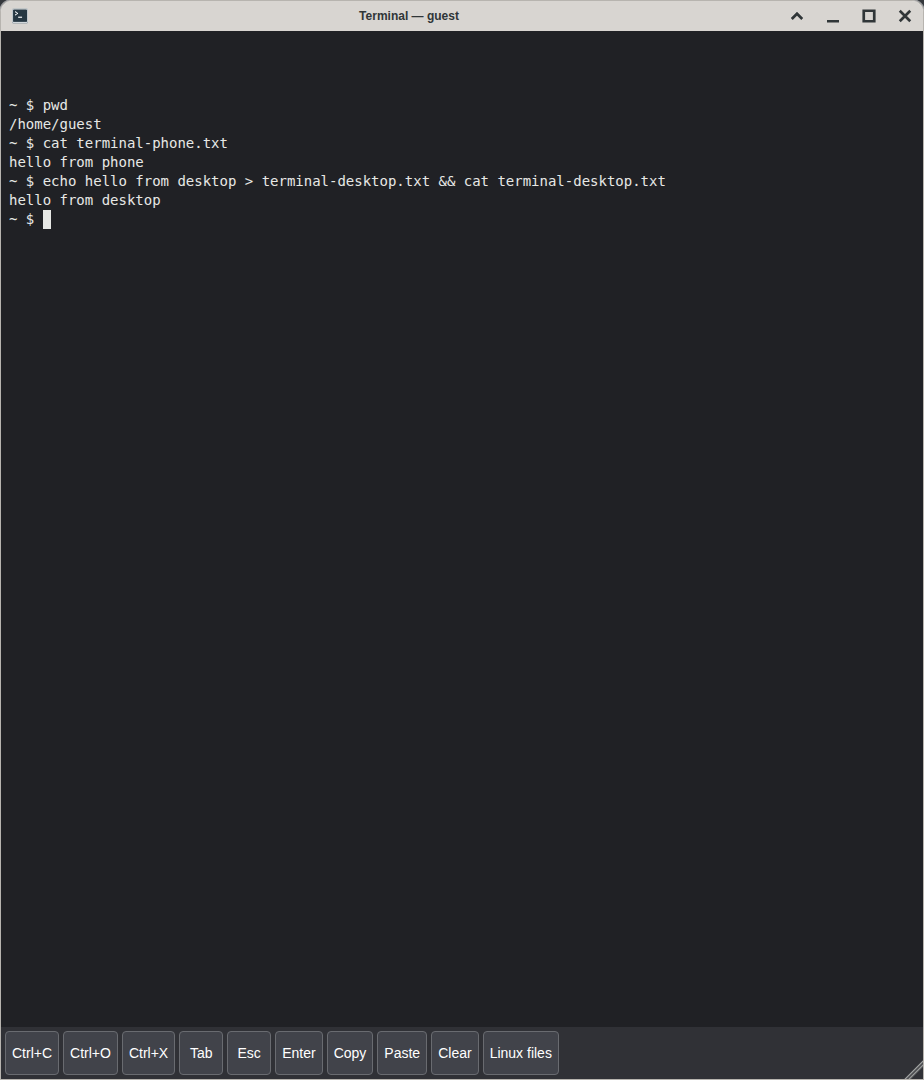 Terminal — guest
~ $ pwd
/home/guest
~ $ cat terminal-phone.txt
hello from phone
~ $ echo hello from desktop > terminal-desktop.txt && cat terminal-desktop.txt
hello from desktop
~ $
Ctrl+C Ctrl+O Ctrl+X Tab Esc Enter Copy Paste Clear Linux files